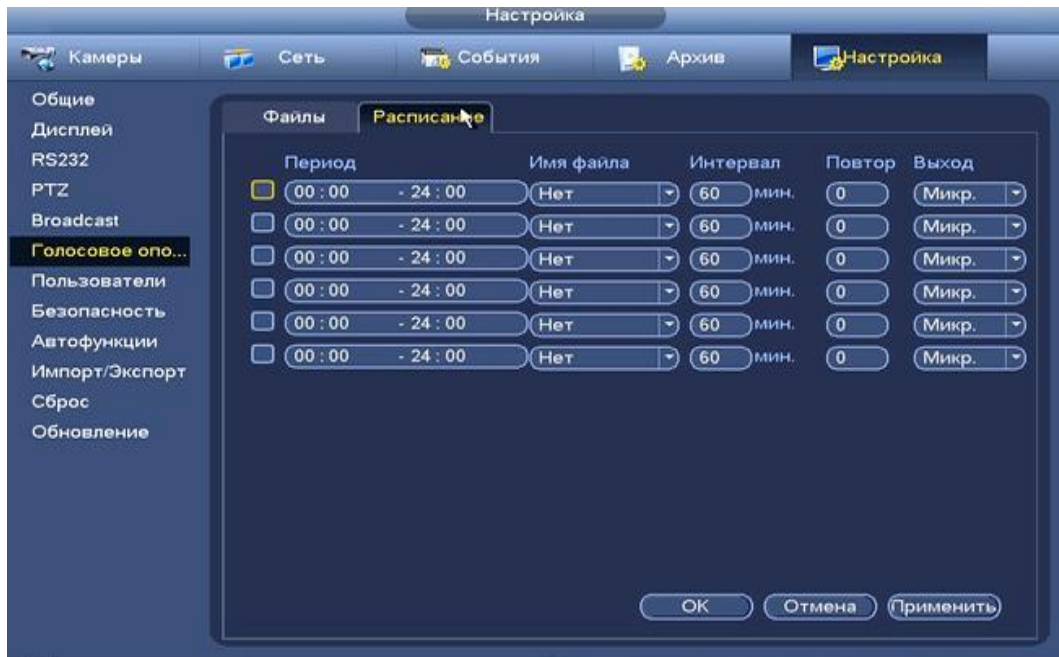 Настройка
Камеры Сеть События Архив Настройка
Общие
Дисплей
RS232
PTZ
Broadcast
Голосовое опо...
Пользователи
Безопасность
Автофункции
Импорт/Экспорт
Сброс
Обновление
Файлы Расписание
Период Имя файла Интервал Повтор Выход
00 : 00 - 24 : 00 Нет 60 мин. 0 Микр.
00 : 00 - 24 : 00 Нет 60 мин. 0 Микр.
00 : 00 - 24 : 00 Нет 60 мин. 0 Микр.
00 : 00 - 24 : 00 Нет 60 мин. 0 Микр.
00 : 00 - 24 : 00 Нет 60 мин. 0 Микр.
00 : 00 - 24 : 00 Нет 60 мин. 0 Микр.
OK Отмена Применить